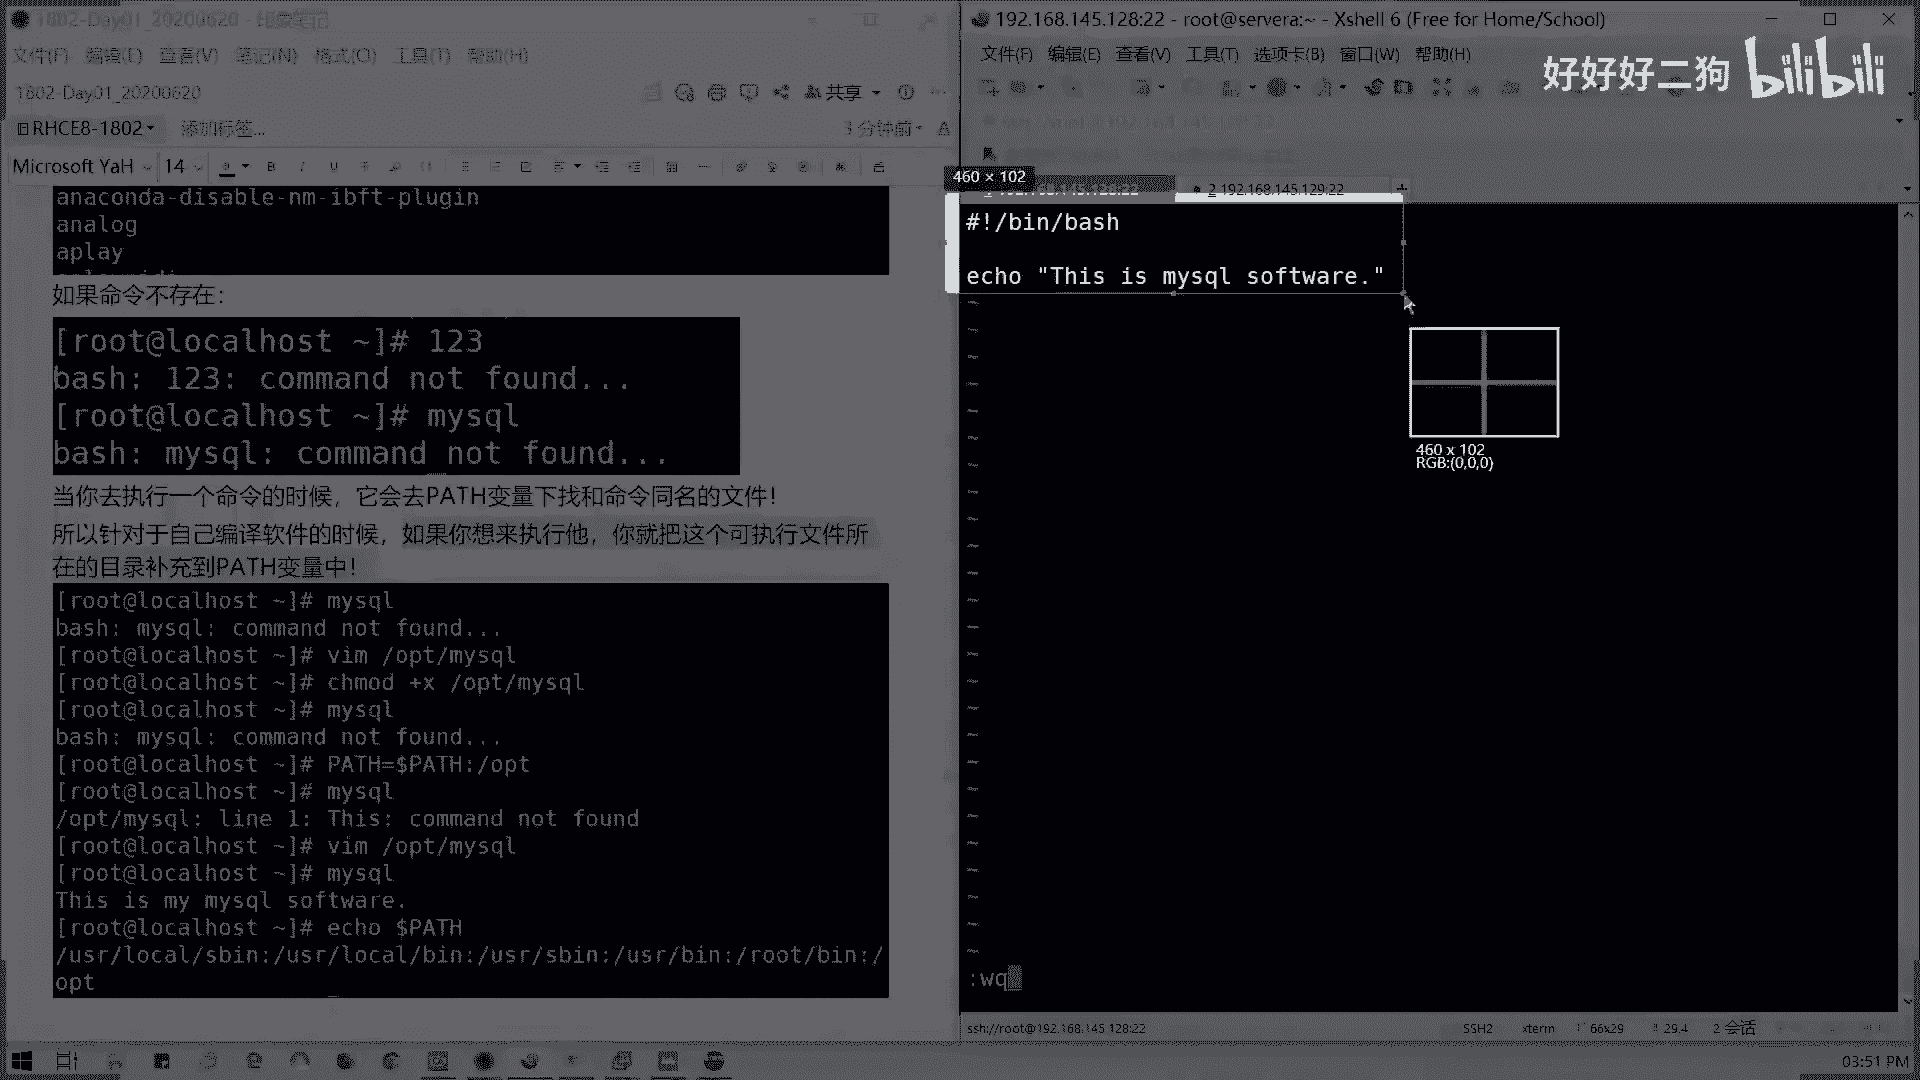 1802-Day01_20200620 - 印象笔记
文件(F) 编辑(E) 查看(V) 笔记(N) 格式(O) 工具(T) 帮助(H)
1802-Day01_20200620
共享
RHCE8-1802
添加标签...
3 分钟前
Microsoft YaH
14
anaconda-disable-nm-ibft-plugin
analog
aplay
如果命令不存在：
[root@localhost ~]# 123
bash: 123: command not found...
[root@localhost ~]# mysql
bash: mysql: command not found...
当你去执行一个命令的时候，它会去PATH变量下找和命令同名的文件！
所以针对于自己编译软件的时候，如果你想来执行他，你就把这个可执行文件所
在的目录补充到PATH变量中！
[root@localhost ~]# mysql
bash: mysql: command not found...
[root@localhost ~]# vim /opt/mysql
[root@localhost ~]# chmod +x /opt/mysql
[root@localhost ~]# mysql
bash: mysql: command not found...
[root@localhost ~]# PATH=$PATH:/opt
[root@localhost ~]# mysql
/opt/mysql: line 1: This: command not found
[root@localhost ~]# vim /opt/mysql
[root@localhost ~]# mysql
This is my mysql software.
[root@localhost ~]# echo $PATH
/usr/local/sbin:/usr/local/bin:/usr/sbin:/usr/bin:/root/bin:/
opt
192.168.145.128:22 - root@servera:~ - Xshell 6 (Free for Home/School)
文件(F) 编辑(E) 查看(V) 工具(T) 选项卡(B) 窗口(W) 帮助(H)
好好好二狗 bilibili
460 × 102
2 192.168.145.129:22
#!/bin/bash
echo "This is mysql software."
460 x 102
RGB:(0,0,0)
:wq
ssh://root@192.168.145.128:22
SSH2
xterm
66x29
29,4
2 会话
03:51 PM